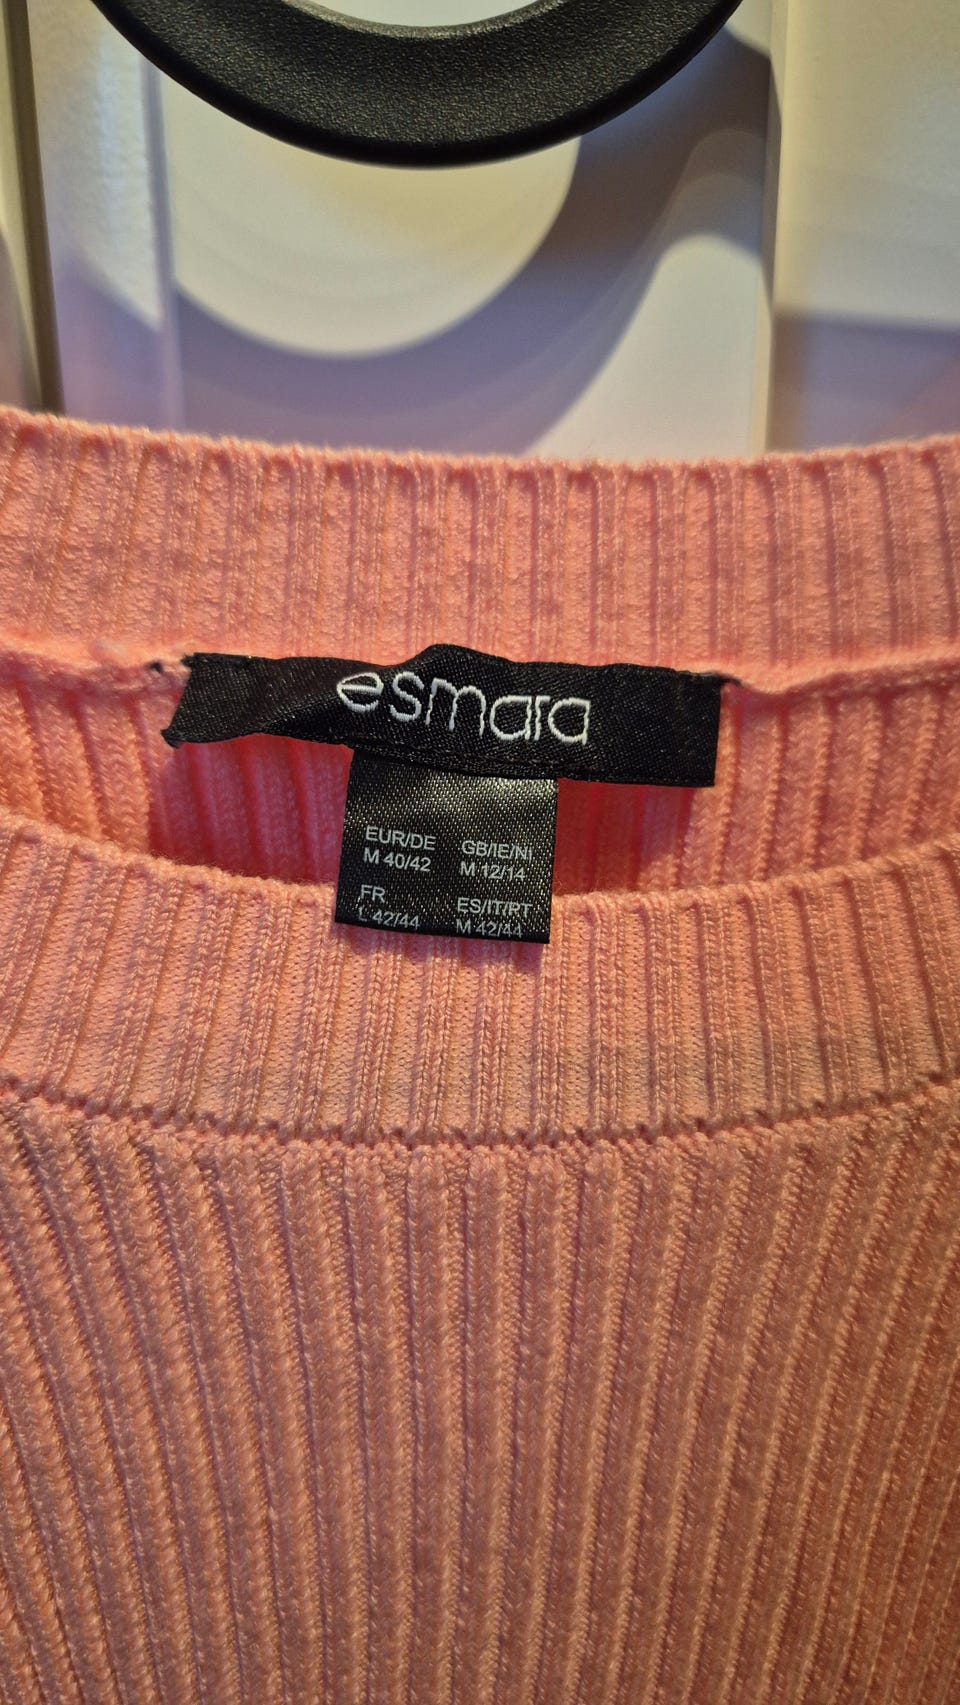 esmara
EUR/DE GB/IE/NI
M 40/42 M 12/14
FR ES/IT/PT
L 42/44 M 42/44